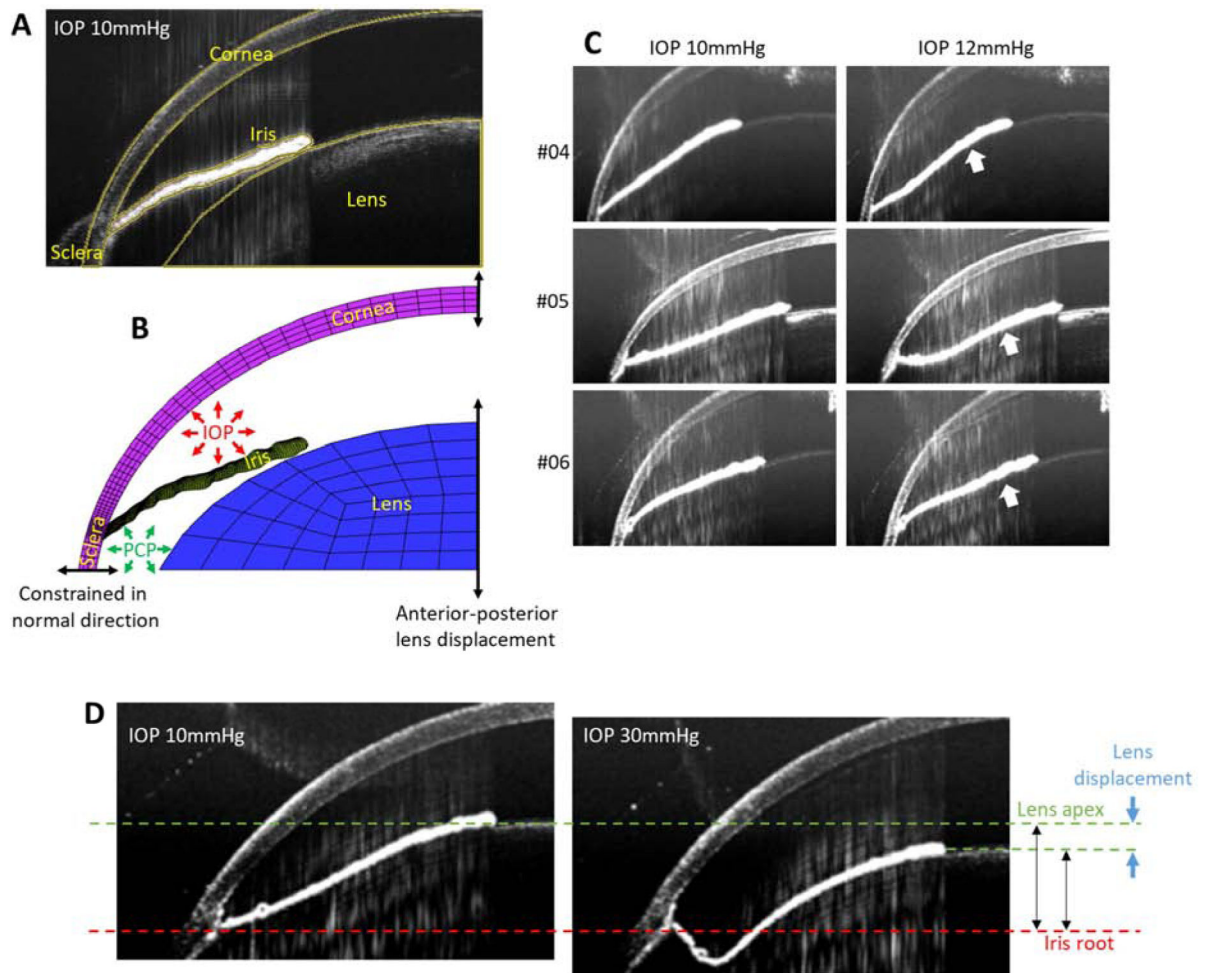 A
IOP 10mmHg
Cornea
Iris
Lens
Sclera
B
Cornea
IOP
Iris
Lens
Sclera
PCP
Constrained in
normal direction
Anterior-posterior
lens displacement
C
IOP 10mmHg
IOP 12mmHg
#04
#05
#06
D
IOP 10mmHg
IOP 30mmHg
Lens
displacement
Lens apex
Iris root